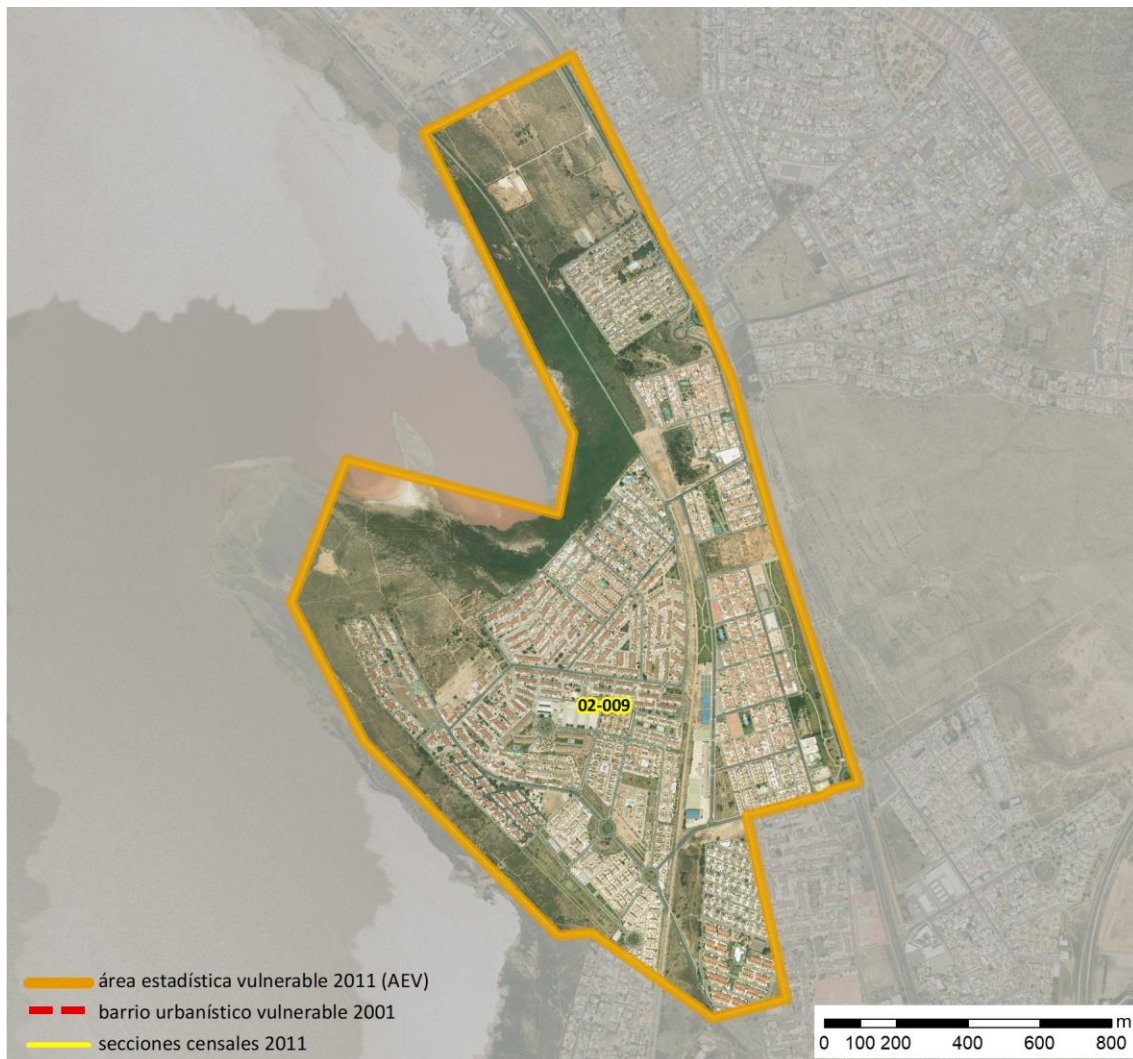 02-009
área estadística vulnerable 2011 (AEV)
barrio urbanístico vulnerable 2001
secciones censales 2011
m
0 100 200 400 600 800